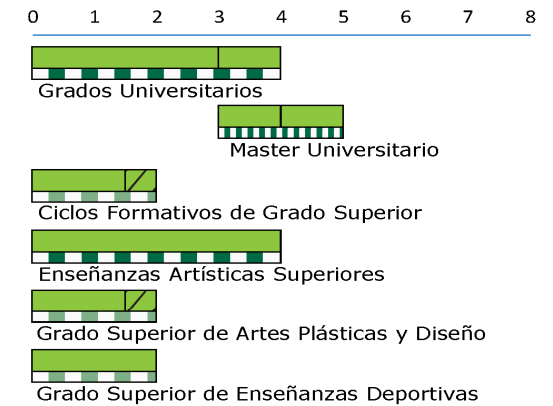 0 1 2 3 4 5 6 7 8
Grados Universitarios
Master Universitario
Ciclos Formativos de Grado Superior
Enseñanzas Artísticas Superiores
Grado Superior de Artes Plásticas y Diseño
Grado Superior de Enseñanzas Deportivas